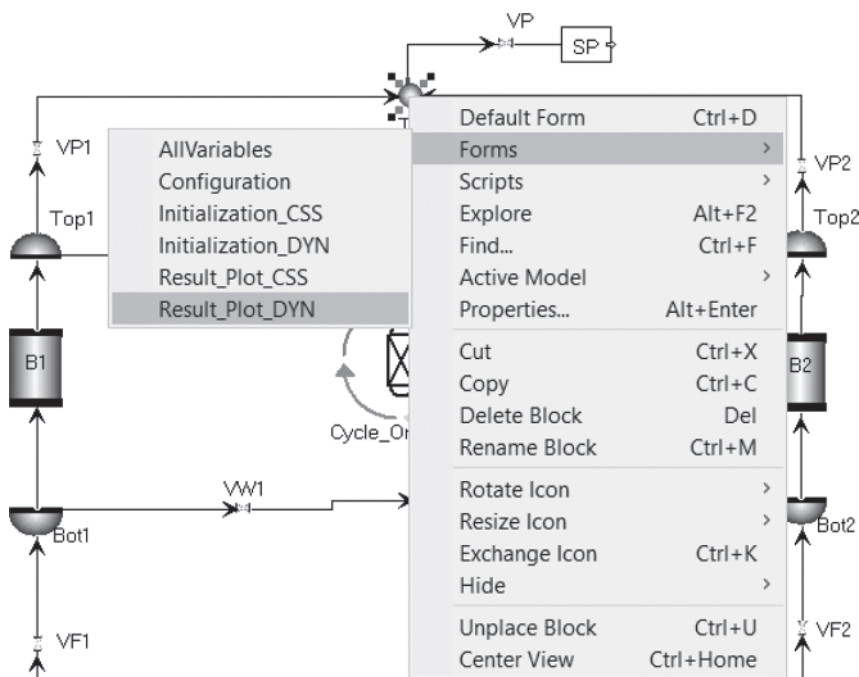 VP
SP
T
VP1
VP2
Top1
Top2
B1
B2
Cycle_Or
VW1
Bot1
Bot2
VF1
VF2
AllVariables
Configuration
Initialization_CSS
Initialization_DYN
Result_Plot_CSS
Result_Plot_DYN
Default Form Ctrl+D
Forms >
Scripts >
Explore Alt+F2
Find... Ctrl+F
Active Model >
Properties... Alt+Enter
Cut Ctrl+X
Copy Ctrl+C
Delete Block Del
Rename Block Ctrl+M
Rotate Icon >
Resize Icon >
Exchange Icon Ctrl+K
Hide >
Unplace Block Ctrl+U
Center View Ctrl+Home